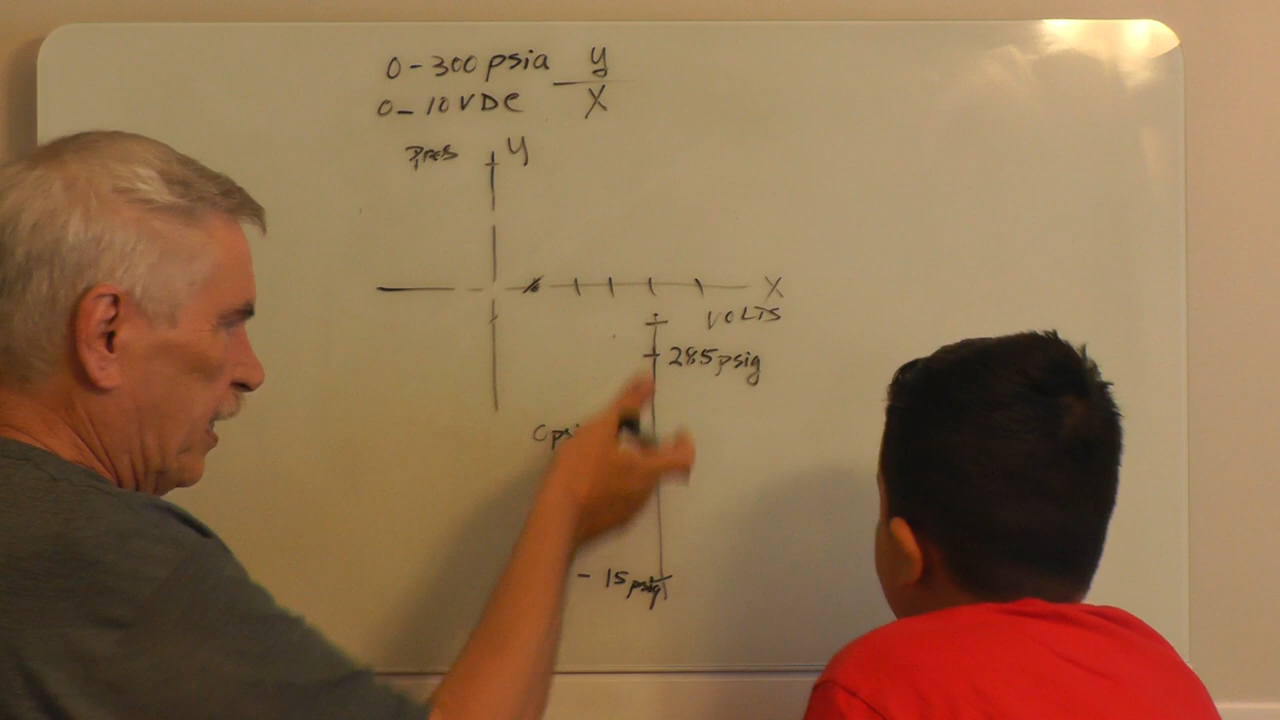 0-300 psia y
0-10 VDC X
Pres y
X
VOLTS
285 psig
- 15 psig